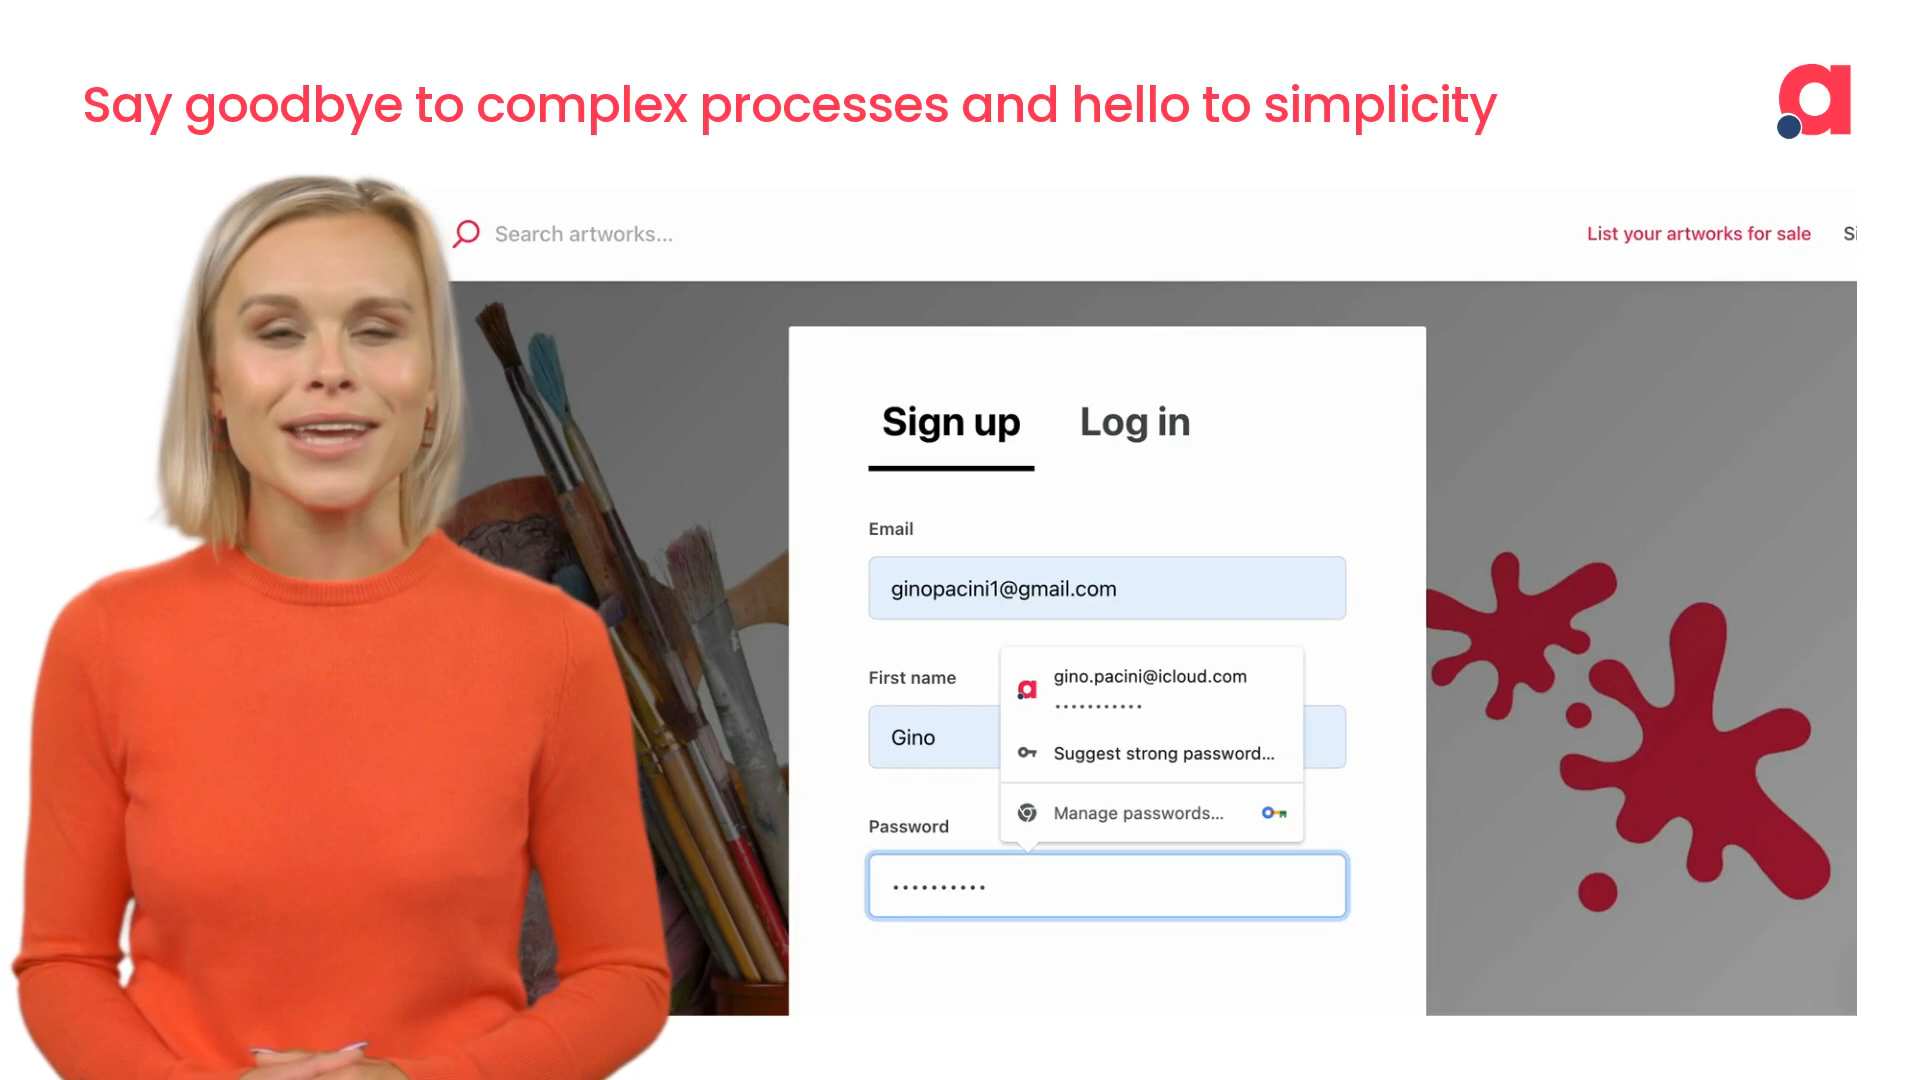 Say goodbye to complex processes and hello to simplicity
Search artworks...
List your artworks for sale
Si
Sign up
Log in
Email
ginopacini1@gmail.com
First name
gino.pacini@icloud.com
•••••••••••
Gino
Suggest strong password...
Manage passwords...
Password
••••••••••